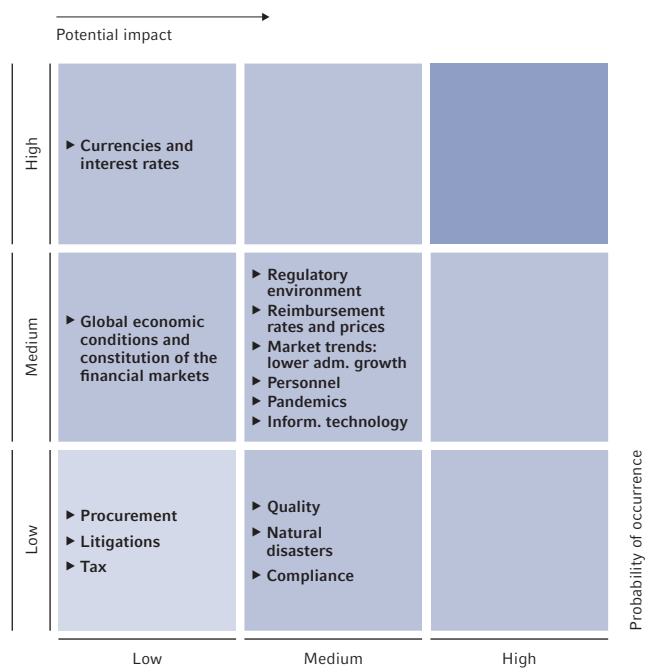 Potential impact
High
▶ Currencies and
interest rates
Medium
▶ Global economic
conditions and
constitution of the
financial markets
▶ Regulatory
environment
▶ Reimbursement
rates and prices
▶ Market trends:
lower adm. growth
▶ Personnel
▶ Pandemics
▶ Inform. technology
Low
▶ Procurement
▶ Litigations
▶ Tax
▶ Quality
▶ Natural
disasters
▶ Compliance
Probability of occurrence
Low
Medium
High